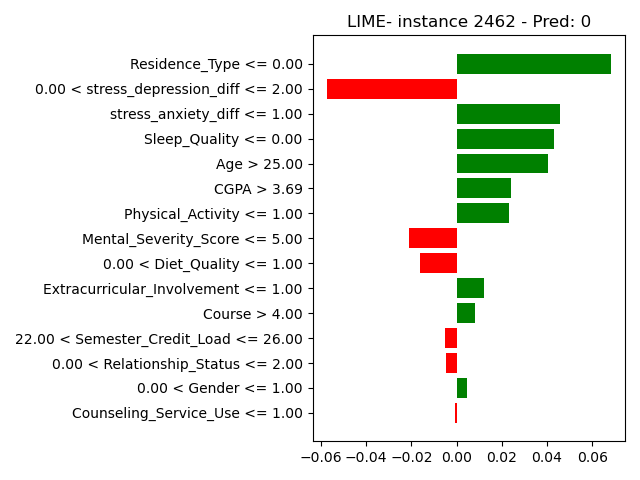 LIME- instance 2462 - Pred: 0
Residence_Type <= 0.00
0.00 < stress_depression_diff <= 2.00
stress_anxiety_diff <= 1.00
Sleep_Quality <= 0.00
Age > 25.00
CGPA > 3.69
Physical_Activity <= 1.00
Mental_Severity_Score <= 5.00
0.00 < Diet_Quality <= 1.00
Extracurricular_Involvement <= 1.00
Course > 4.00
22.00 < Semester_Credit_Load <= 26.00
0.00 < Relationship_Status <= 2.00
0.00 < Gender <= 1.00
Counseling_Service_Use <= 1.00
−0.06 −0.04 −0.02 0.00 0.02 0.04 0.06